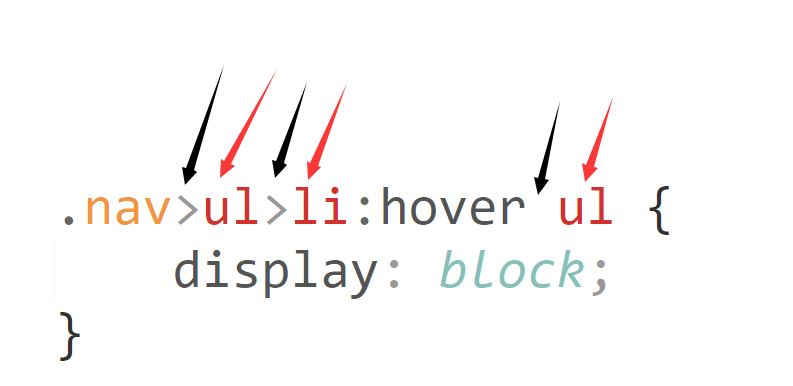 .nav>ul>li:hover ul {
display: block;
}